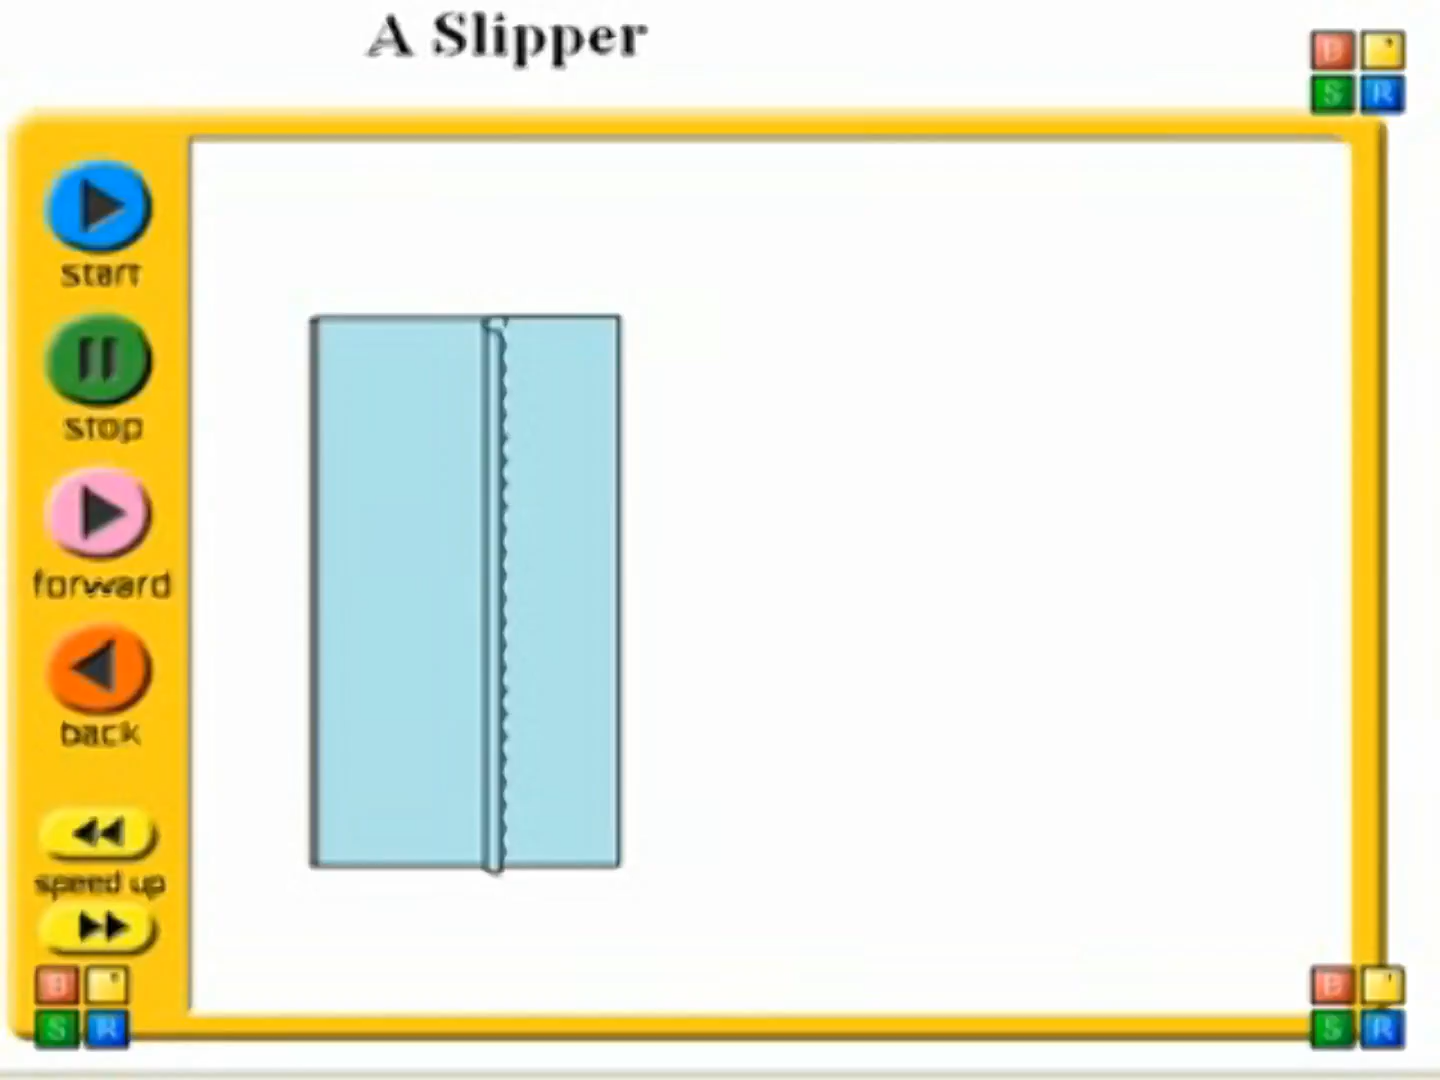 A Slipper
B '
S R
start
stop
forward
back
speed up
B '
S R
B '
S R